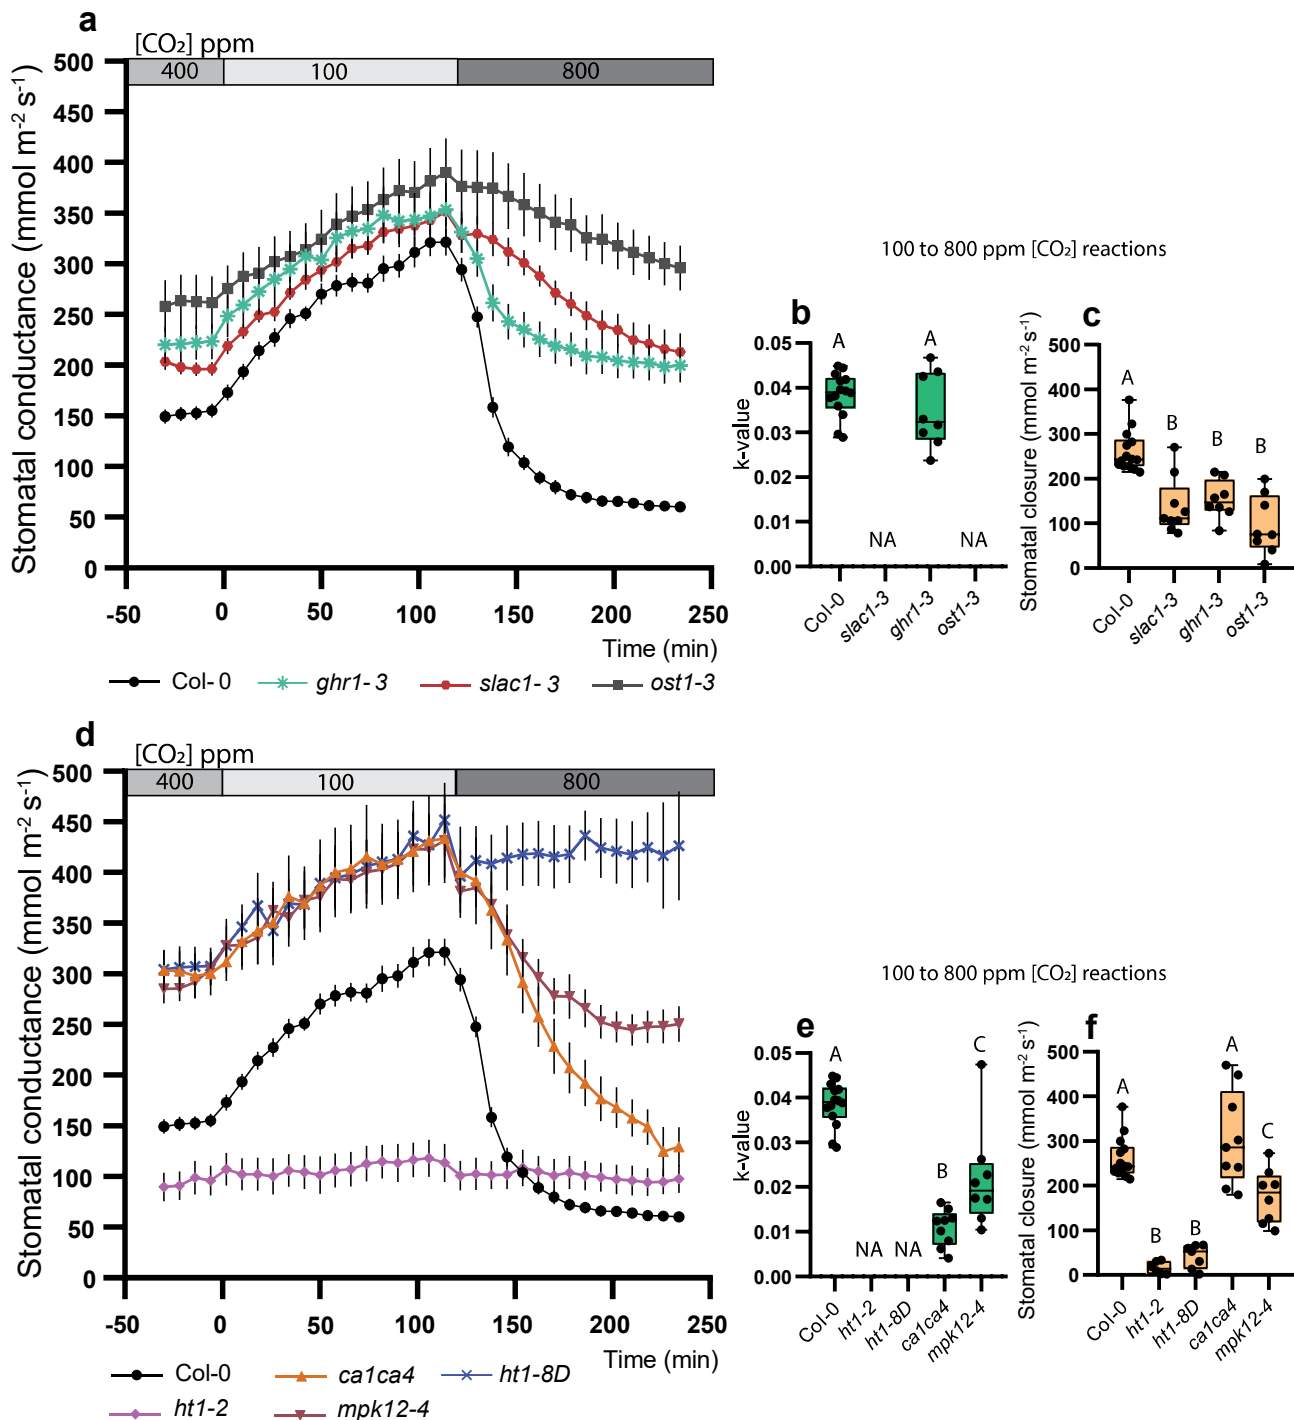 a
[CO₂] ppm
400 100 800
Stomatal conductance (mmol m⁻² s⁻¹)
500
450
400
350
300
250
200
150
100
50
0
-50 0 50 100 150 200 250
Time (min)
Col-0 ghr1-3 slac1-3 ost1-3
100 to 800 ppm [CO₂] reactions
b
k-value
0.05
0.04
0.03
0.02
0.01
0.00
A A
NA NA
Col-0 slac1-3 ghr1-3 ost1-3
c
Stomatal closure (mmol m⁻² s⁻¹)
500
400
300
200
100
0
A B B B
Col-0 slac1-3 ghr1-3 ost1-3
d
[CO₂] ppm
400 100 800
Stomatal conductance (mmol m⁻² s⁻¹)
500
450
400
350
300
250
200
150
100
50
0
-50 0 50 100 150 200 250
Time (min)
Col-0 ca1ca4 ht1-8D
ht1-2 mpk12-4
100 to 800 ppm [CO₂] reactions
e
k-value
0.05
0.04
0.03
0.02
0.01
0.00
A NA NA B C
Col-0 ht1-2 ht1-8D ca1ca4 mpk12-4
f
Stomatal closure (mmol m⁻² s⁻¹)
500
400
300
200
100
0
A B B A C
Col-0 ht1-2 ht1-8D ca1ca4 mpk12-4